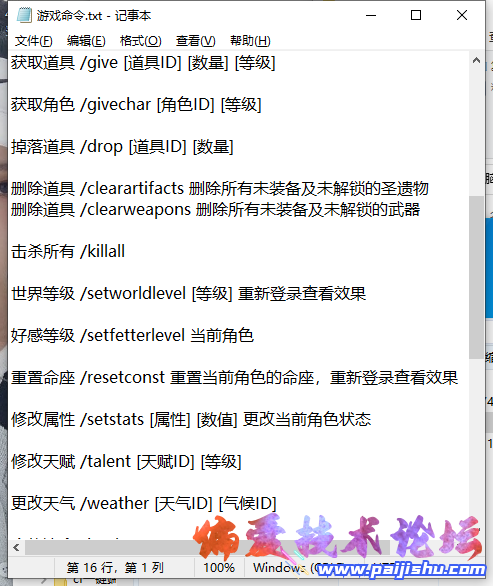 游戏命令.txt - 记事本
文件(F) 编辑(E) 格式(O) 查看(V) 帮助(H)
获取道具 /give [道具ID] [数量] [等级]
获取角色 /givechar [角色ID] [等级]
掉落道具 /drop [道具ID] [数量]
删除道具 /clearartifacts 删除所有未装备及未解锁的圣遗物
删除道具 /clearweapons 删除所有未装备及未解锁的武器
击杀所有 /killall
世界等级 /setworldlevel [等级] 重新登录查看效果
好感等级 /setfetterlevel 当前角色
重置命座 /resetconst 重置当前角色的命座，重新登录查看效果
修改属性 /setstats [属性] [数值] 更改当前角色状态
修改天赋 /talent [天赋ID] [等级]
更改天气 /weather [天气ID] [气候ID]
偏爱技术论坛
www.paijishu.com
第 16 行，第 1 列 100% Windows